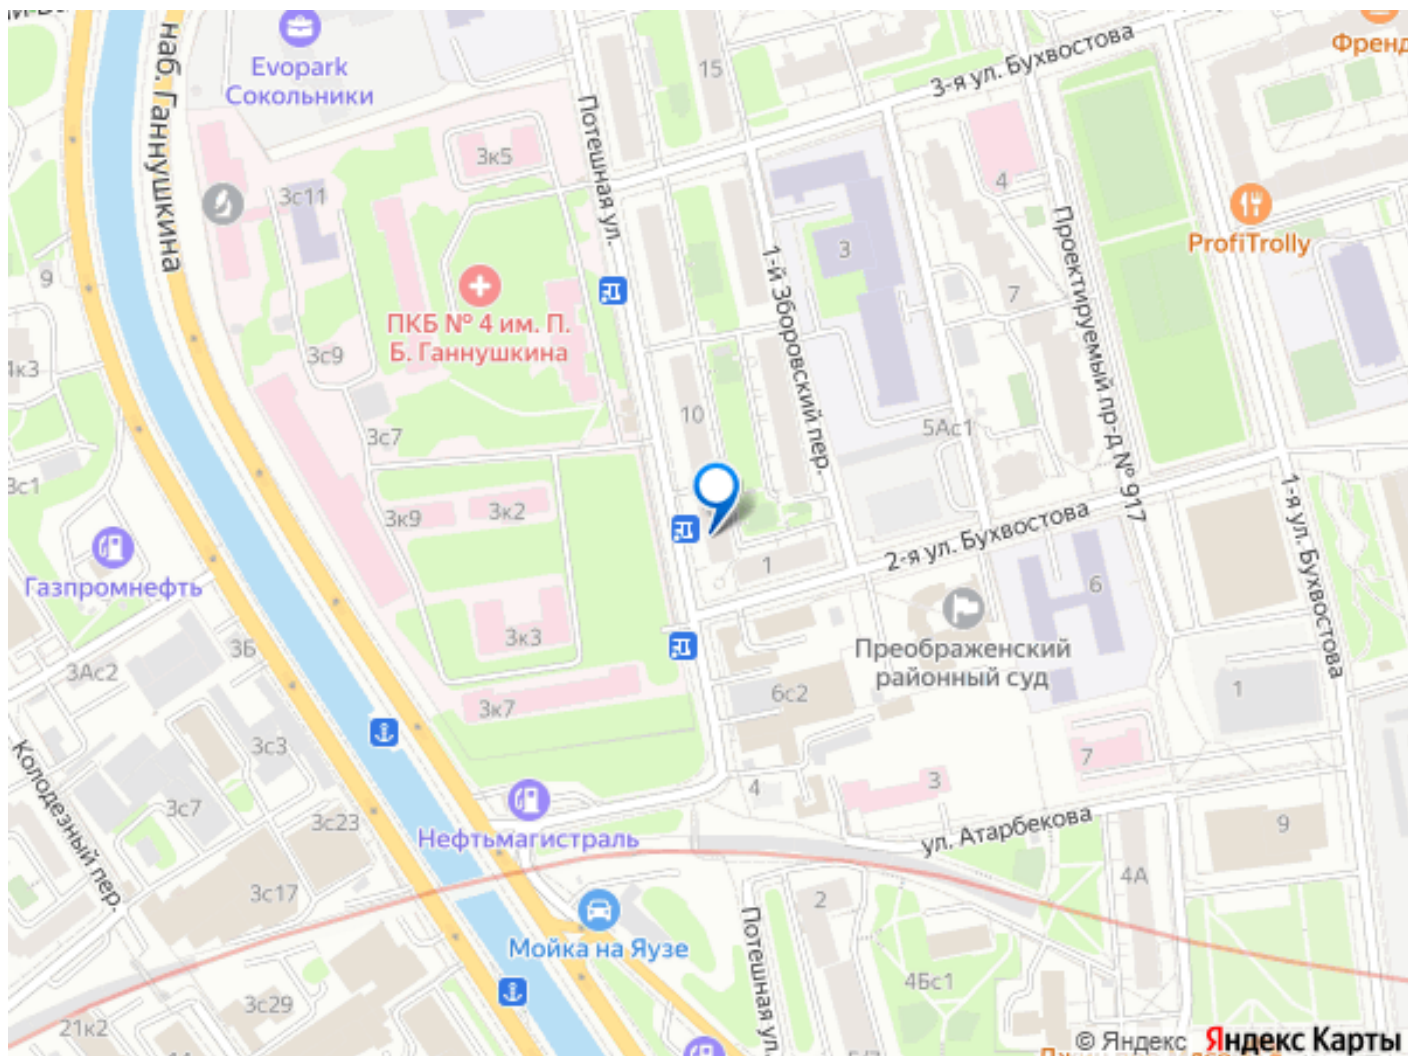 наб. Ганнушкина
Evopark
Сокольники
15
3-я ул. Бухвостова
Френд
Потешная ул.
3к5
3с11
4
3
1-й Зборовский пер.
Проектируемый пр-д № 917
ProfiTrolly
9
7
ПКБ № 4 им. П.
Б. Ганнушкина
3с9
4к3
10
3с7
5Ас1
3с1
3к9
3к2
2-я ул. Бухвостова
1-я ул. Бухвостова
Газпромнефть
1
6
3к3
3Б
Преображенский
районный суд
3Ас2
6с2
1
3к7
3с3
Колодезный пер.
7
4
3
3с7
3с23
Нефтьмагистраль
ул. Атарбекова
9
4А
3с17
2
Мойка на Яузе
Потешная ул.
4Бс1
3с29
21к2
© Яндекс Яндекс Карты